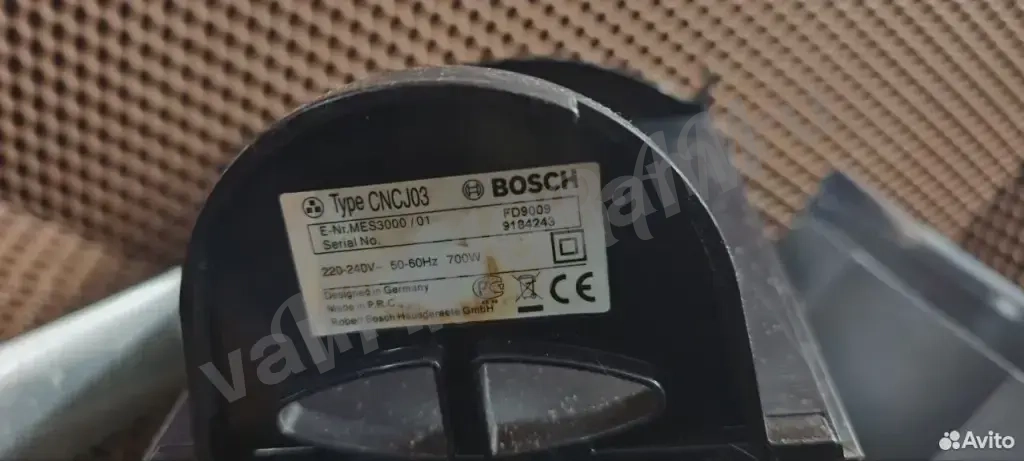 Type CNCJ03 BOSCH
E-Nr.MES3000 /01 FD9009
Serial No. 9184243
220-240V~ 50-60Hz 700W
Designed in Germany
Made in P.R.C.
Robert Bosch Hausgeraete GmbH
CE
Avito